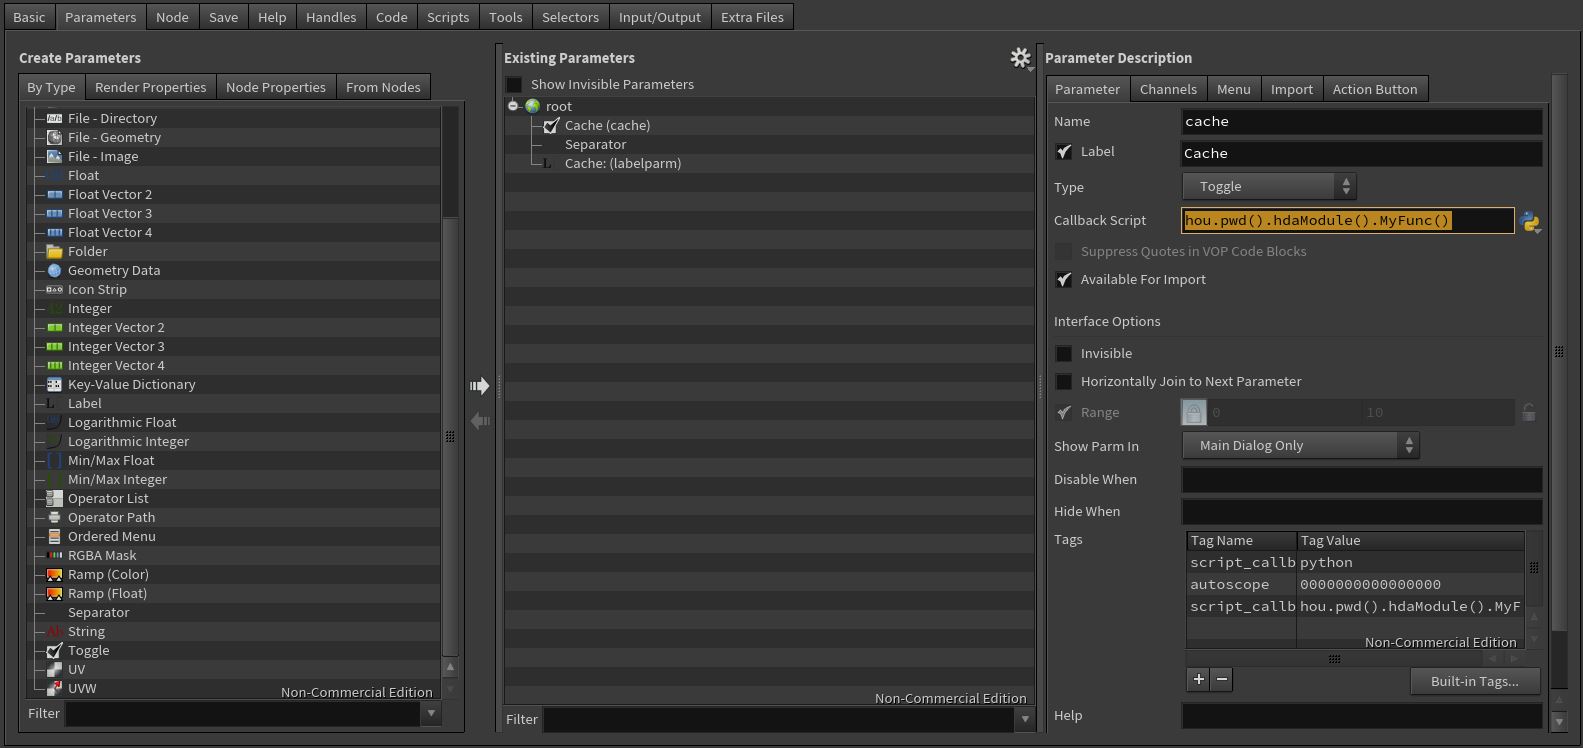 Basic Parameters Node Save Help Handles Code Scripts Tools Selectors Input/Output Extra Files
Create Parameters
By Type Render Properties Node Properties From Nodes
File - Directory
File - Geometry
File - Image
Float
Float Vector 2
Float Vector 3
Float Vector 4
Folder
Geometry Data
Icon Strip
Integer
Integer Vector 2
Integer Vector 3
Integer Vector 4
Key-Value Dictionary
Label
Logarithmic Float
Logarithmic Integer
Min/Max Float
Min/Max Integer
Operator List
Operator Path
Ordered Menu
RGBA Mask
Ramp (Color)
Ramp (Float)
Separator
String
Toggle
UV
UVW
Non-Commercial Edition
Filter
Existing Parameters
Show Invisible Parameters
root
Cache (cache)
Separator
L Cache: (labelparm)
Non-Commercial Edition
Filter
Parameter Description
Parameter Channels Menu Import Action Button
Name cache
Label Cache
Type Toggle
Callback Script hou.pwd().hdaModule().MyFunc()
Suppress Quotes in VOP Code Blocks
Available For Import
Interface Options
Invisible
Horizontally Join to Next Parameter
Range 0 10
Show Parm In Main Dialog Only
Disable When
Hide When
Tags
Tag Name Tag Value
script_callb python
autoscope 0000000000000000
script_callb hou.pwd().hdaModule().MyF
Non-Commercial Edition
+ − Built-in Tags...
Help